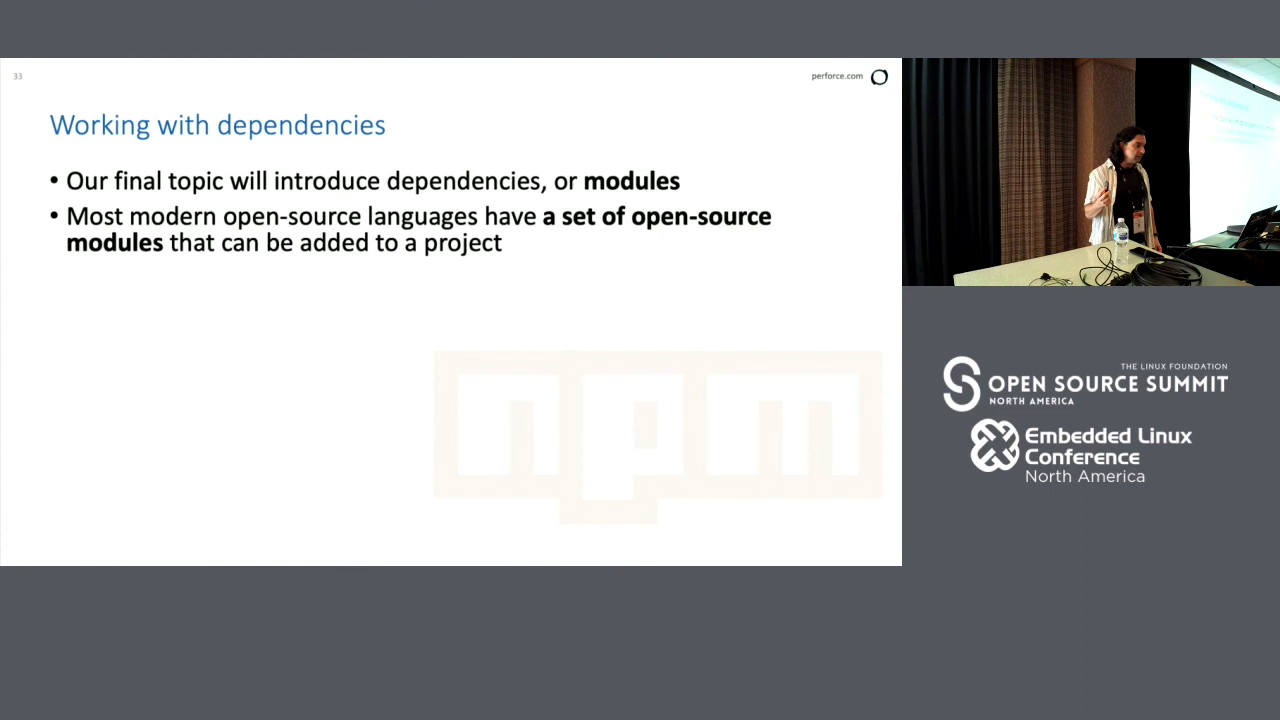 33
perforce.com
Working with dependencies
• Our final topic will introduce dependencies, or modules
• Most modern open-source languages have a set of open-source
modules that can be added to a project
npm
THE LINUX FOUNDATION
OPEN SOURCE SUMMIT
NORTH AMERICA
Embedded Linux
Conference
North America